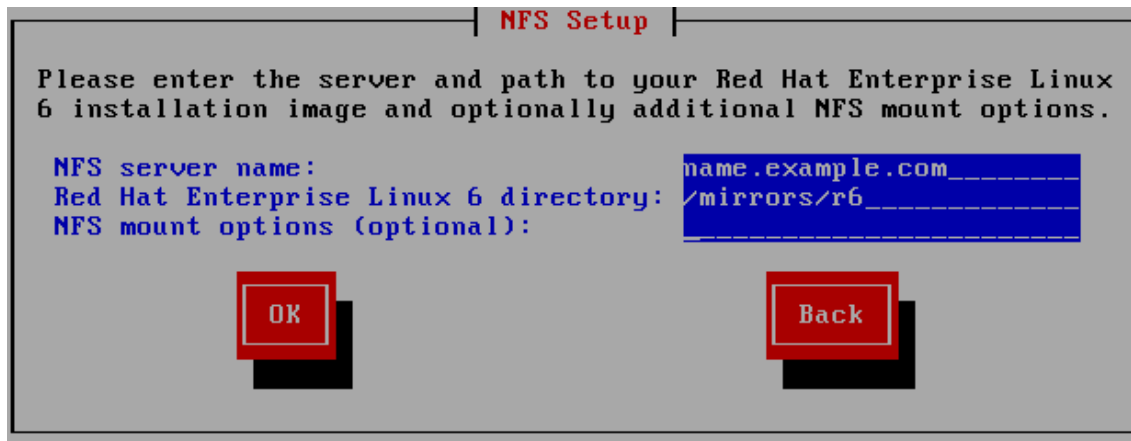 NFS Setup
Please enter the server and path to your Red Hat Enterprise Linux
6 installation image and optionally additional NFS mount options.
NFS server name: name.example.com________
Red Hat Enterprise Linux 6 directory: /mirrors/r6_____________
NFS mount options (optional): ________________________
OK Back